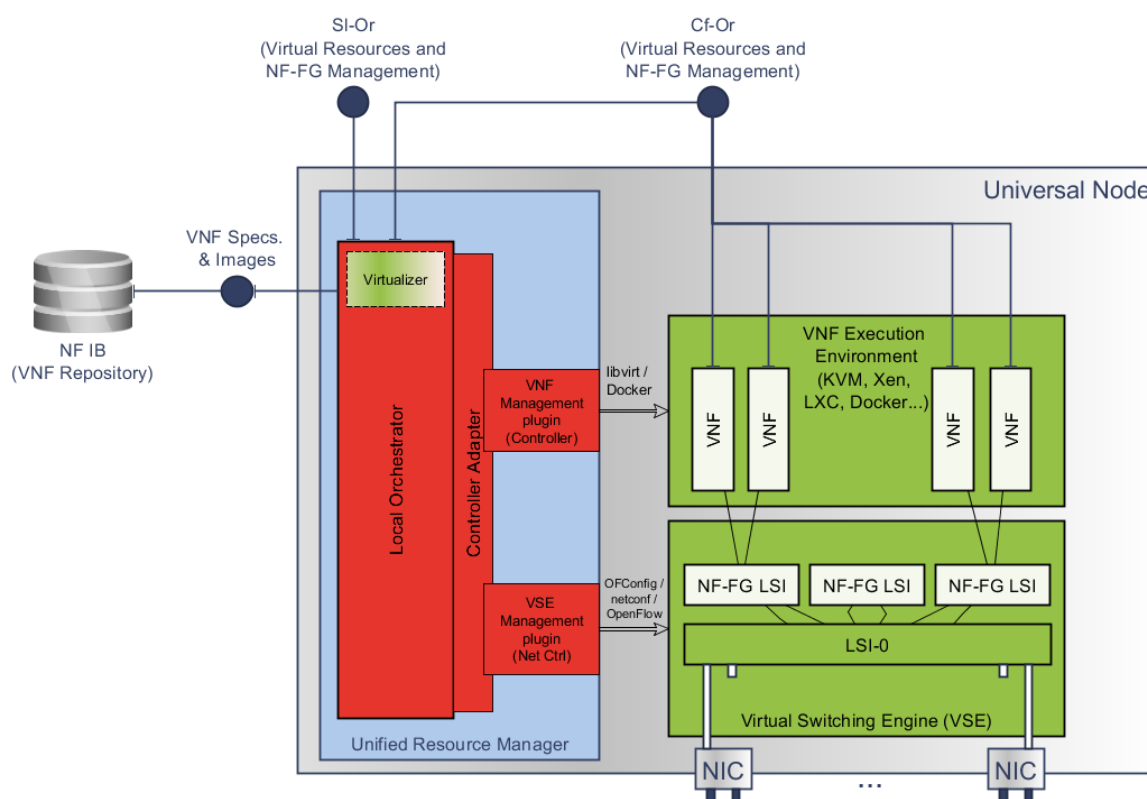 Sl-Or
(Virtual Resources and
NF-FG Management)
Cf-Or
(Virtual Resources and
NF-FG Management)
Universal Node
VNF Specs.
& Images
NF IB
(VNF Repository)
Virtualizer
Local Orchestrator
Controller Adapter
VNF
Management
plugin
(Controller)
libvirt /
Docker
VSE
Management
plugin
(Net Ctrl)
OFConfig /
netconf /
OpenFlow
Unified Resource Manager
VNF Execution
Environment
(KVM, Xen,
LXC, Docker...)
VNF
VNF
VNF
VNF
NF-FG LSI
NF-FG LSI
NF-FG LSI
LSI-0
Virtual Switching Engine (VSE)
NIC
...
NIC